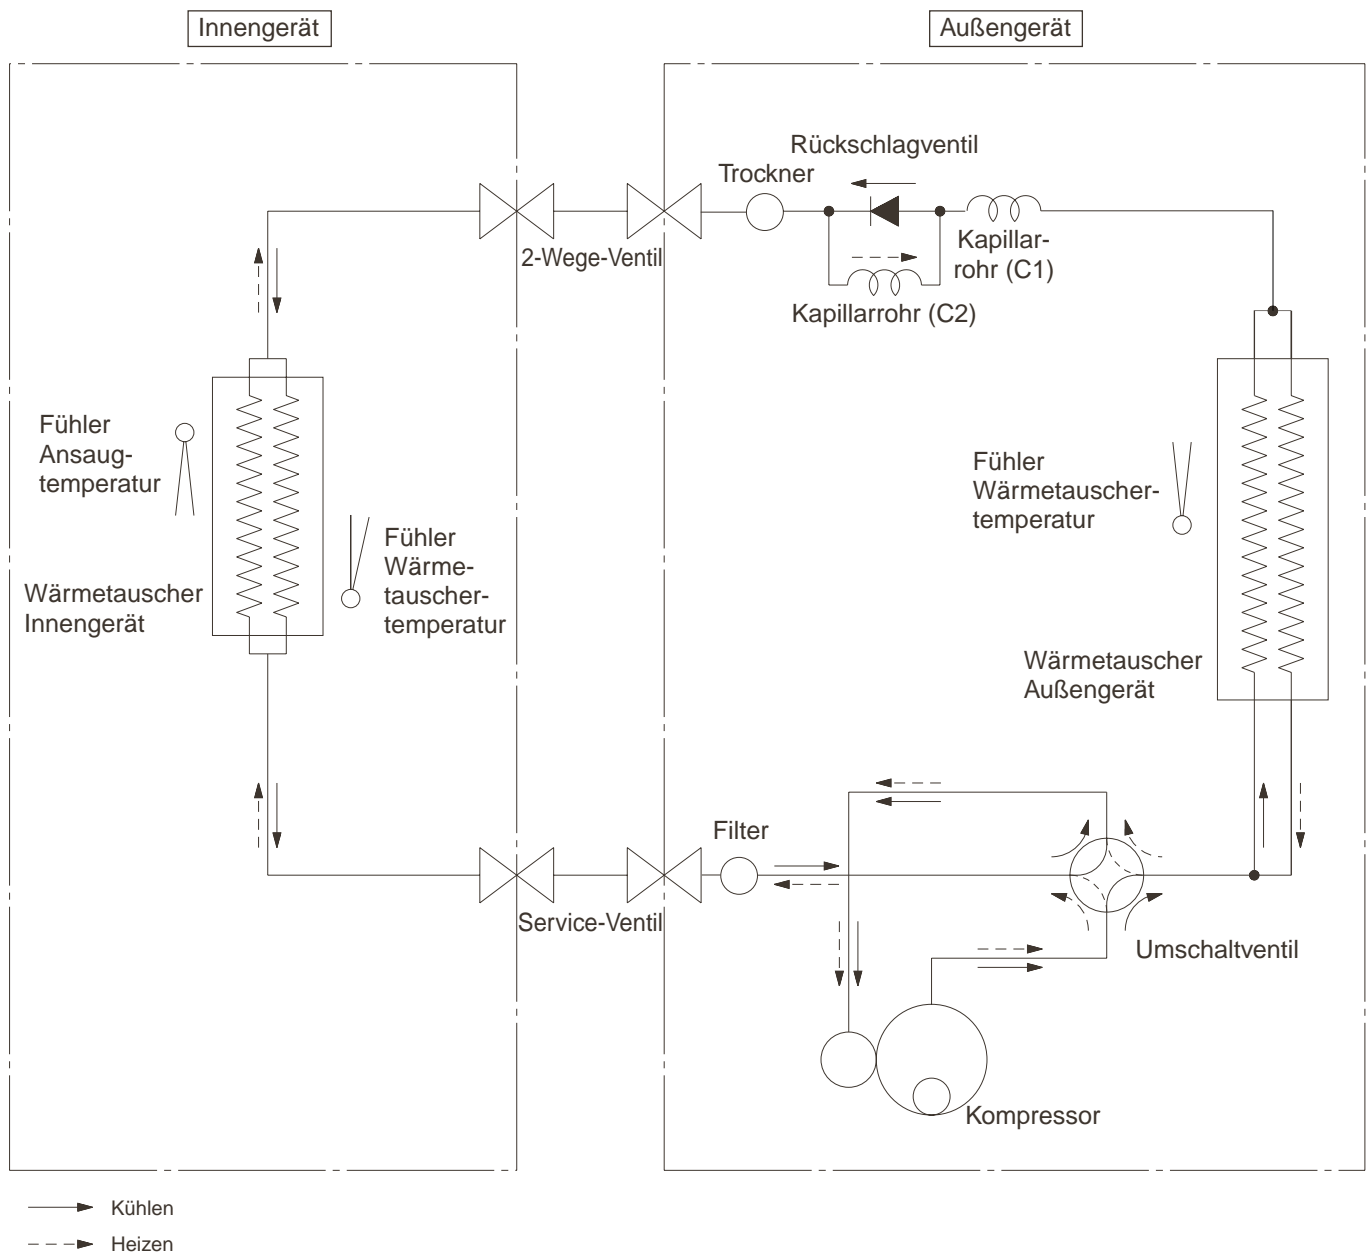 Innengerät
Außengerät
Rückschlagventil
Trockner
2-Wege-Ventil
Kapillar-
rohr (C1)
Kapillarrohr (C2)
Fühler
Ansaug-
temperatur
Fühler
Wärmetauscher-
temperatur
Fühler
Wärme-
tauscher-
temperatur
Wärmetauscher
Innengerät
Wärmetauscher
Außengerät
Filter
Service-Ventil
Umschaltventil
Kompressor
Kühlen
Heizen